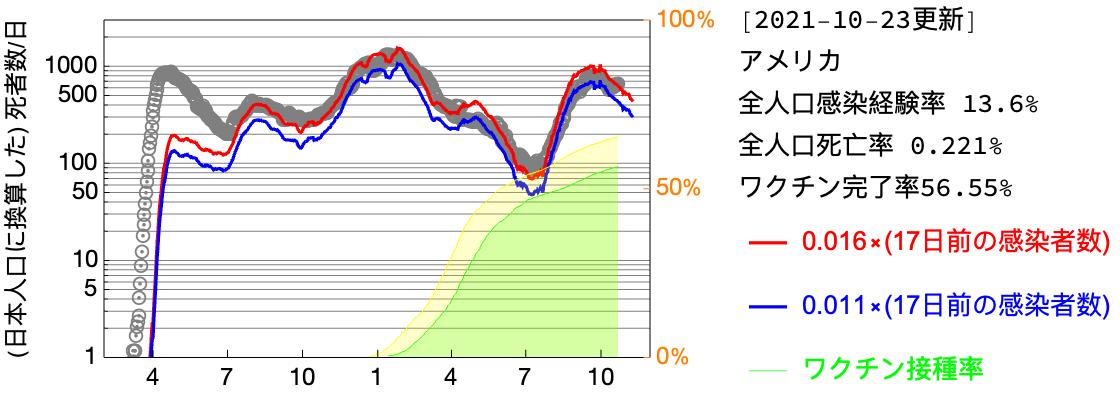 (日本人口に換算した) 死者数/日
1000
500
100
50
10
5
1
4
7
10
1
4
7
10
100%
50%
0%
[2021-10-23更新]
アメリカ
全人口感染経験率 13.6%
全人口死亡率 0.221%
ワクチン完了率56.55%
0.016×(17日前の感染者数)
0.011×(17日前の感染者数)
ワクチン接種率